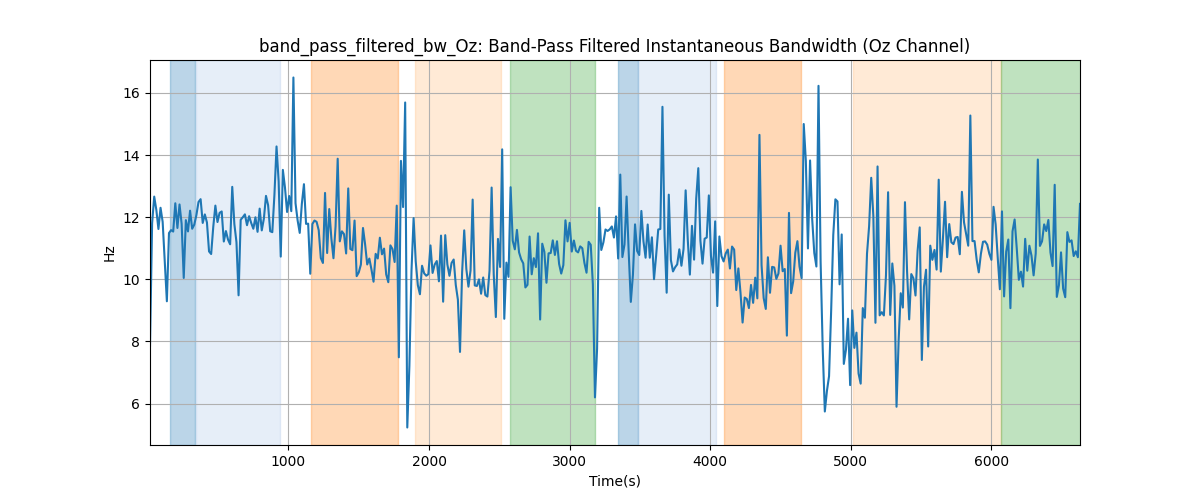 band_pass_filtered_bw_Oz: Band-Pass Filtered Instantaneous Bandwidth (Oz Channel)
16
14
12
10
8
6
Hz
1000 2000 3000 4000 5000 6000
Time(s)